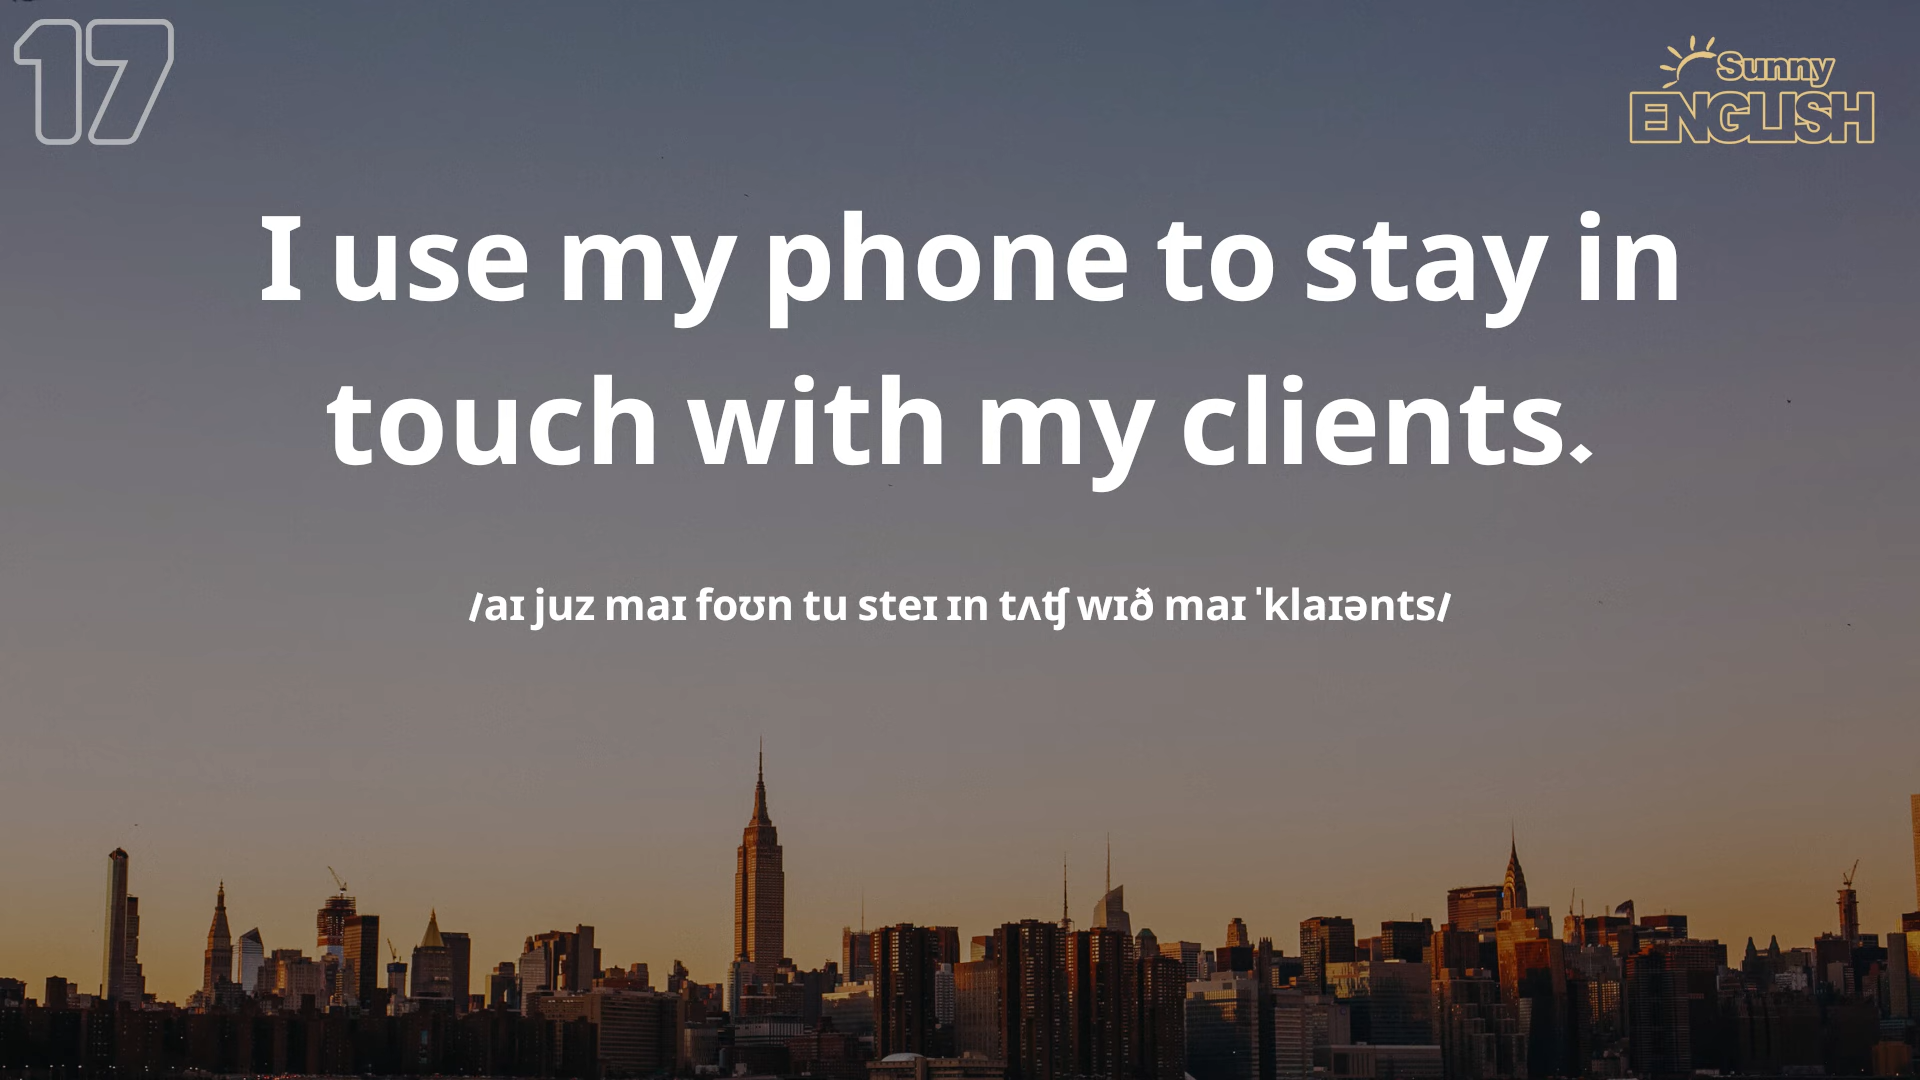 17
Sunny
ENGLISH
I use my phone to stay in
touch with my clients.
/aɪ juz maɪ foʊn tu steɪ ɪn tʌʧ wɪð maɪ ˈklaɪənts/